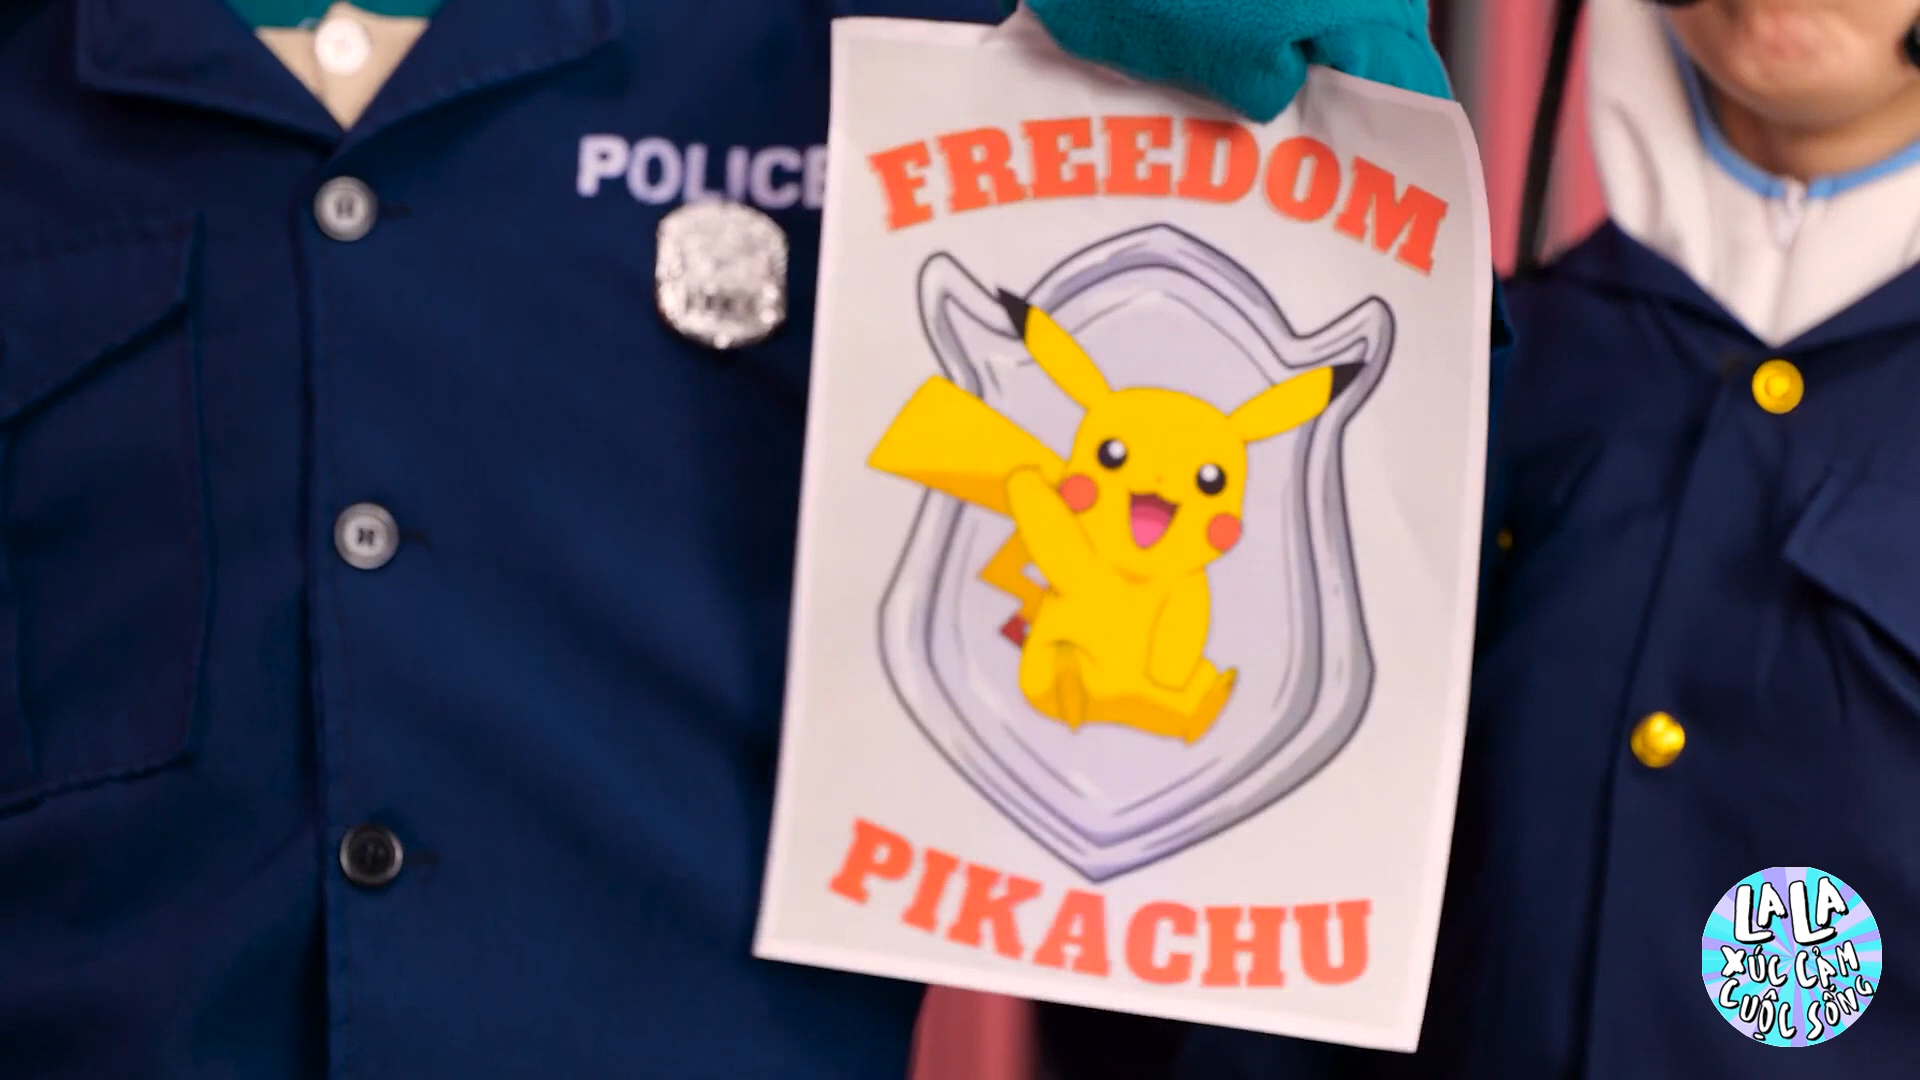 POLICE
FREEDOM
PIKACHU
LA LA
XÚC CẢM
CUỘC SỐNG